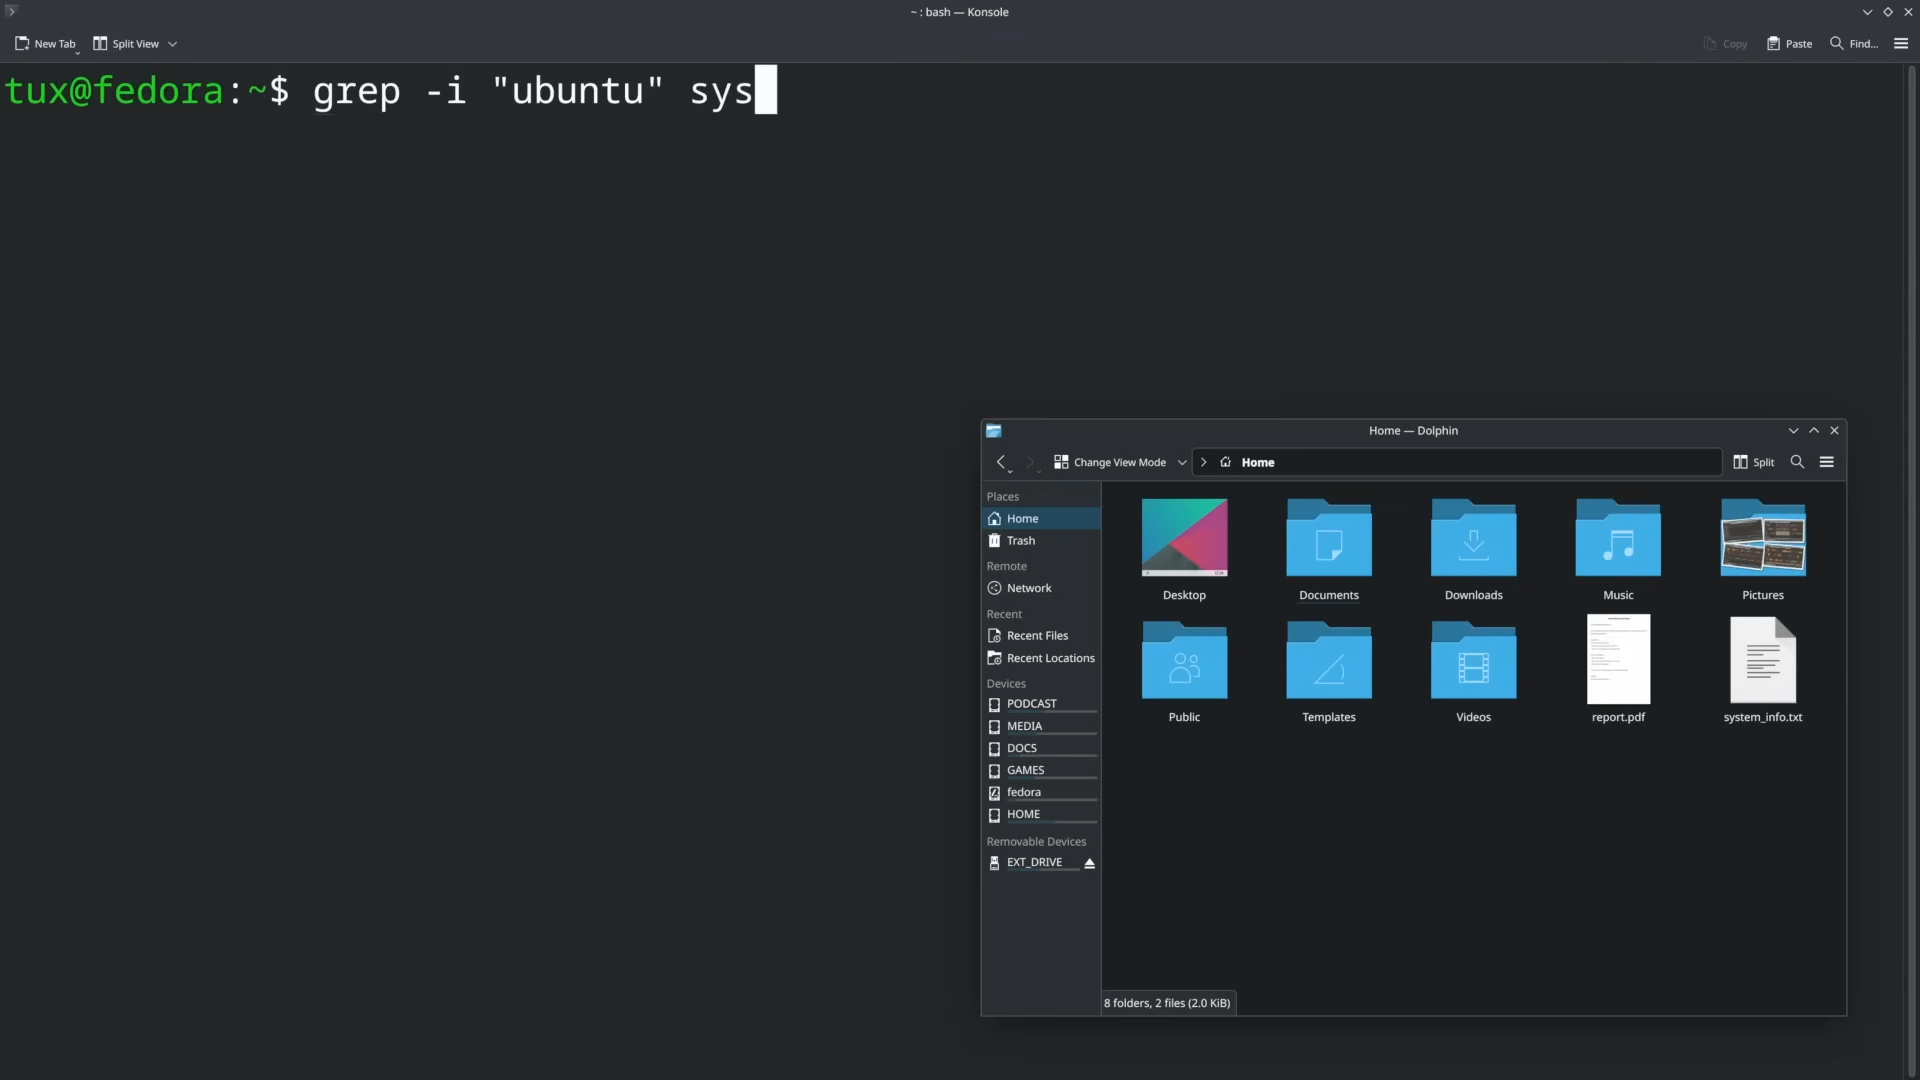 ~ : bash — Konsole
New Tab
Split View
Copy
Paste
Find...
tux@fedora:~$ grep -i "ubuntu" sys
Home — Dolphin
Change View Mode
Home
Split
Places
Home
Trash
Remote
Network
Recent
Recent Files
Recent Locations
Devices
PODCAST
MEDIA
DOCS
GAMES
fedora
HOME
Removable Devices
EXT_DRIVE
Desktop
Documents
Downloads
Music
Pictures
Public
Templates
Videos
report.pdf
system_info.txt
8 folders, 2 files (2.0 KiB)